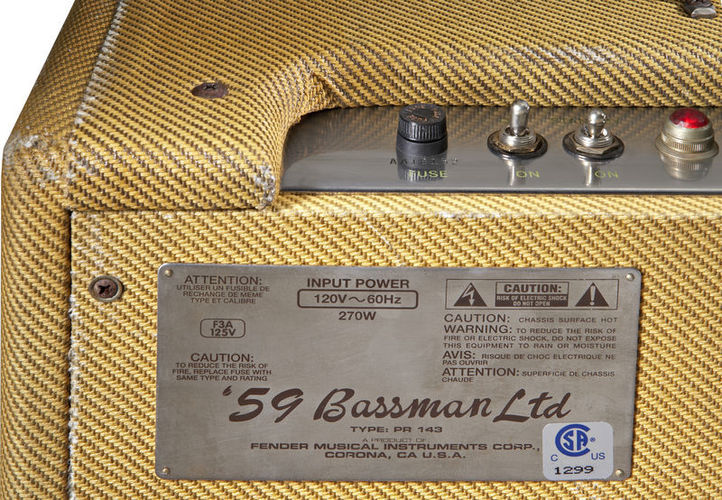 FUSE
ON
ON
ATTENTION:
UTILISER UN FUSIBLE DE
RECHANGE DE MEME
TYPE ET CALIBRE
F3A
125V
CAUTION:
TO REDUCE THE RISK OF
FIRE, REPLACE FUSE WITH
SAME TYPE AND RATING
INPUT POWER
120V~60Hz
270W
CAUTION:
RISK OF ELECTRIC SHOCK
DO NOT OPEN
CAUTION: CHASSIS SURFACE HOT
WARNING: TO REDUCE THE RISK OF
FIRE OR ELECTRIC SHOCK, DO NOT EXPOSE
THIS EQUIPMENT TO RAIN OR MOISTURE
AVIS: RISQUE DE CHOC ELECTRIQUE NE
PAS OUVRIR
ATTENTION: SUPERFICIE DE CHASSIS
CHAUDE
'59 Bassman Ltd
TYPE: PR 143
A PRODUCT OF
FENDER MUSICAL INSTRUMENTS CORP.,
CORONA, CA U.S.A.
SA
C US
1299